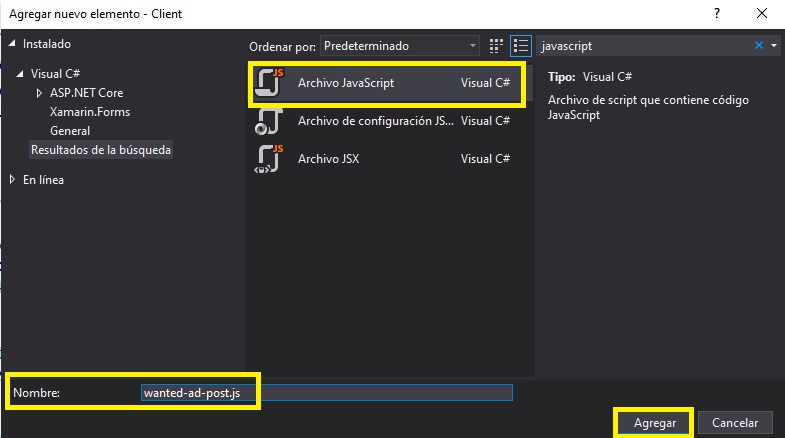 Agregar nuevo elemento - Client
Instalado
Ordenar por: Predeterminado
javascript
Visual C#
ASP.NET Core
Xamarin.Forms
General
Resultados de la búsqueda
En línea
Archivo JavaScript Visual C#
Archivo de configuración JS... Visual C#
Archivo JSX Visual C#
Tipo: Visual C#
Archivo de script que contiene código
JavaScript
Nombre: wanted-ad-post.js
Agregar Cancelar